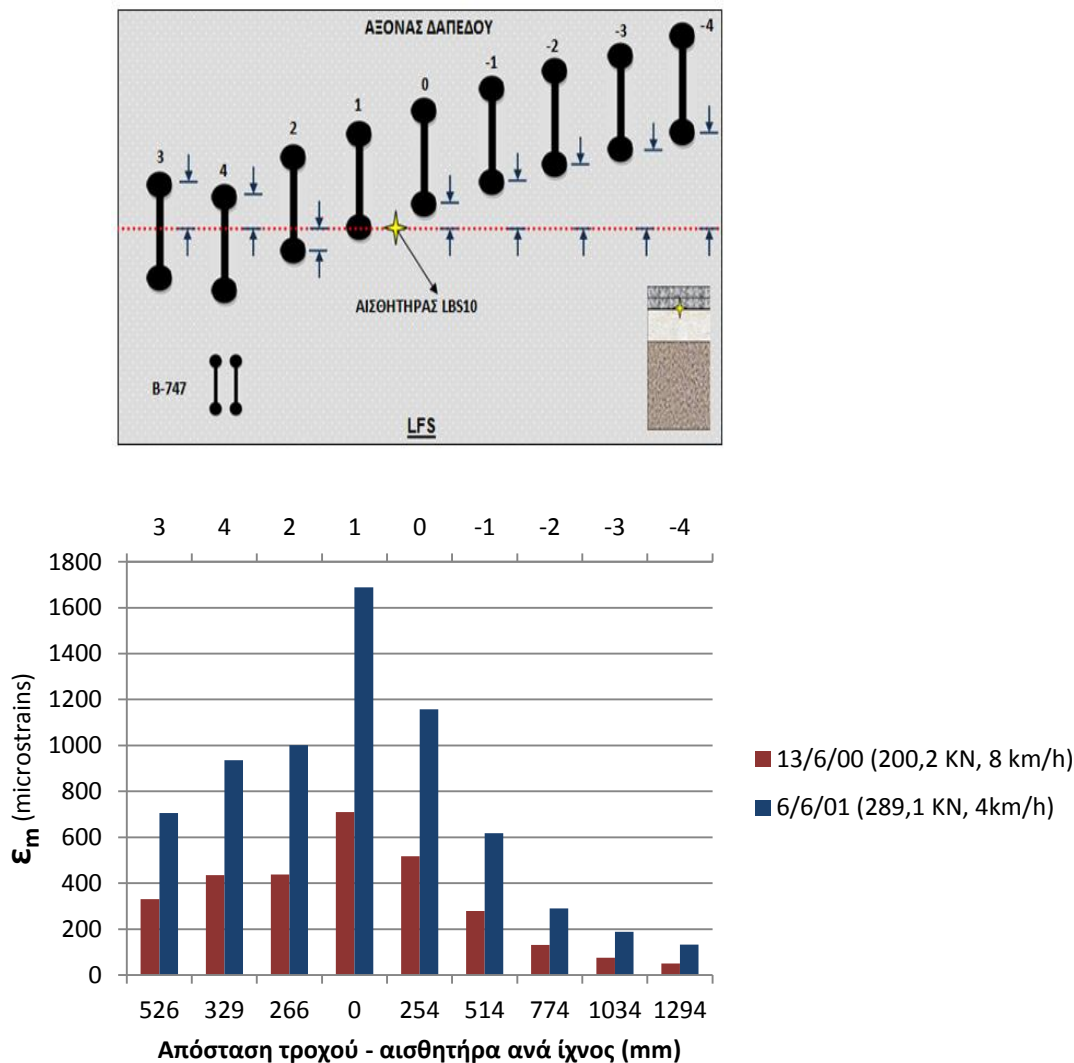 ΑΞΟΝΑΣ ΔΑΠΕΔΟΥ
3 4 2 1 0 -1 -2 -3 -4
ΑΙΣΘΗΤΗΡΑΣ LBS10
B-747
LFS
3 4 2 1 0 -1 -2 -3 -4
1800
1600
1400
1200
1000
800
600
400
200
0
εm (microstrains)
526 329 266 0 254 514 774 1034 1294
Απόσταση τροχού - αισθητήρα ανά ίχνος (mm)
13/6/00 (200,2 KN, 8 km/h)
6/6/01 (289,1 KN, 4km/h)